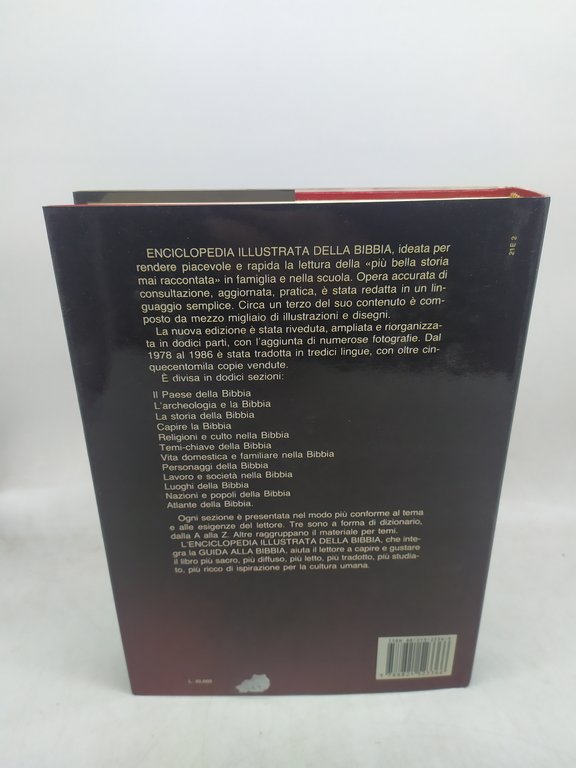 ENCICLOPEDIA ILLUSTRATA DELLA BIBBIA, ideata per
rendere piacevole e rapida la lettura della «più bella storia
mai raccontata» in famiglia e nella scuola. Opera accurata di
consultazione, aggiornata, pratica, è stata redatta in un lin-
guaggio semplice. Circa un terzo del suo contenuto è com-
posto da mezzo migliaio di illustrazioni e disegni.
La nuova edizione è stata riveduta, ampliata e riorganizza-
ta in dodici parti, con l'aggiunta di numerose fotografie. Dal
1978 al 1986 è stata tradotta in tredici lingue, con oltre cin-
quecentomila copie vendute.
È divisa in dodici sezioni:
Il Paese della Bibbia
L'archeologia e la Bibbia
La storia della Bibbia
Capire la Bibbia
Religioni e culto nella Bibbia
Temi-chiave della Bibbia
Vita domestica e familiare nella Bibbia
Personaggi della Bibbia
Lavoro e società nella Bibbia
Luoghi della Bibbia
Nazioni e popoli della Bibbia
Atlante della Bibbia.
Ogni sezione è presentata nel modo più conforme al tema
e alle esigenze del lettore. Tre sono a forma di dizionario,
dalla A alla Z. Altre raggruppano il materiale per temi.
L'ENCICLOPEDIA ILLUSTRATA DELLA BIBBIA, che inte-
gra la GUIDA ALLA BIBBIA, aiuta il lettore a capire e gustare
il libro più sacro, più diffuso, più letto, più tradotto, più studia-
to, più ricco di ispirazione per la cultura umana.
21 E 2